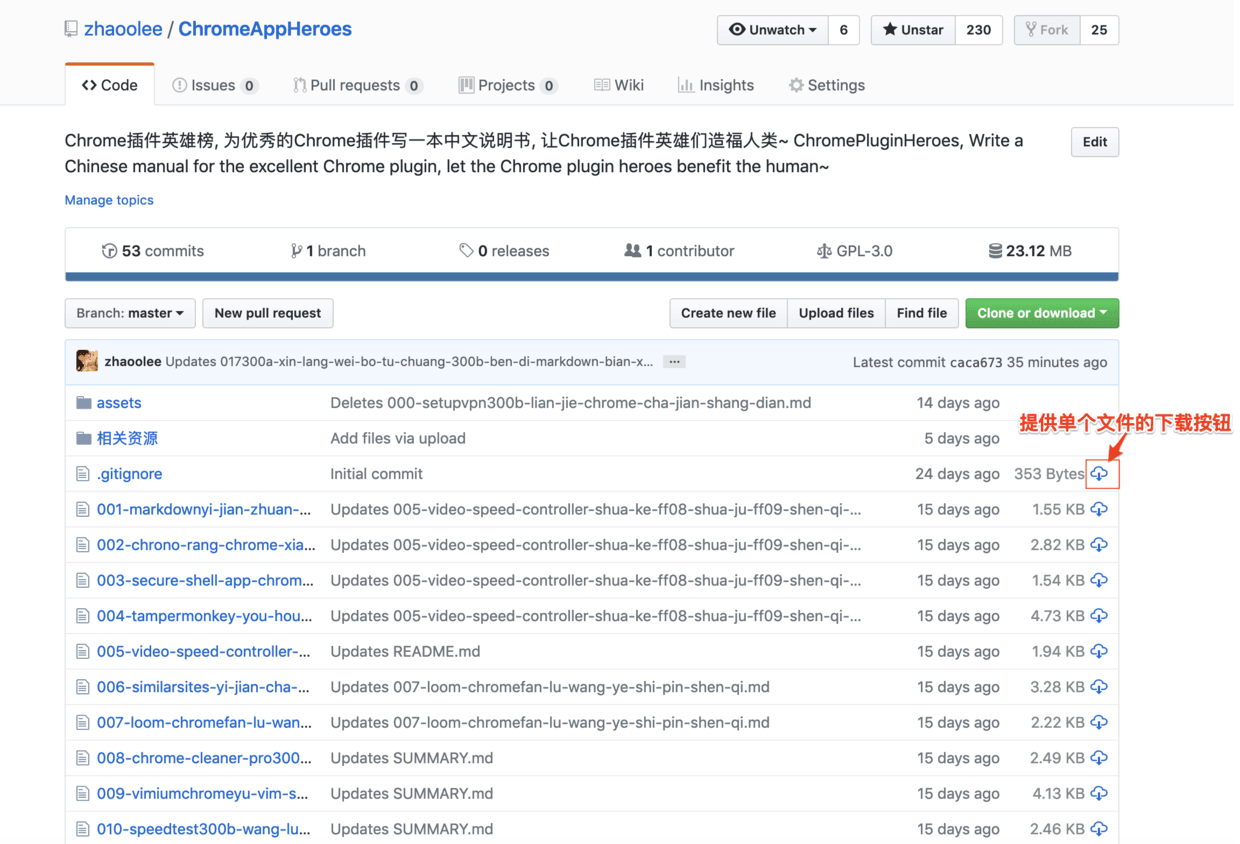 zhaoolee / ChromeAppHeroes
Unwatch 6 Unstar 230 Fork 25
Code Issues 0 Pull requests 0 Projects 0 Wiki Insights Settings
Chrome插件英雄榜, 为优秀的Chrome插件写一本中文说明书, 让Chrome插件英雄们造福人类~ ChromePluginHeroes, Write a
Chinese manual for the excellent Chrome plugin, let the Chrome plugin heroes benefit the human~
Edit
Manage topics
53 commits 1 branch 0 releases 1 contributor GPL-3.0 23.12 MB
Branch: master New pull request Create new file Upload files Find file Clone or download
zhaoolee Updates 017300a-xin-lang-wei-bo-tu-chuang-300b-ben-di-markdown-bian-x... ... Latest commit caca673 35 minutes ago
assets Deletes 000-setupvpn300b-lian-jie-chrome-cha-jian-shang-dian.md 14 days ago
提供单个文件的下载按钮
相关资源 Add files via upload 5 days ago
.gitignore Initial commit 24 days ago 353 Bytes
001-markdownyi-jian-zhuan-... Updates 005-video-speed-controller-shua-ke-ff08-shua-ju-ff09-shen-qi-... 15 days ago 1.55 KB
002-chrono-rang-chrome-xia... Updates 005-video-speed-controller-shua-ke-ff08-shua-ju-ff09-shen-qi-... 15 days ago 2.82 KB
003-secure-shell-app-chrom... Updates 005-video-speed-controller-shua-ke-ff08-shua-ju-ff09-shen-qi-... 15 days ago 1.54 KB
004-tampermonkey-you-hou... Updates 005-video-speed-controller-shua-ke-ff08-shua-ju-ff09-shen-qi-... 15 days ago 4.73 KB
005-video-speed-controller-... Updates README.md 15 days ago 1.94 KB
006-similarsites-yi-jian-cha-... Updates 007-loom-chromefan-lu-wang-ye-shi-pin-shen-qi.md 15 days ago 3.28 KB
007-loom-chromefan-lu-wan... Updates 007-loom-chromefan-lu-wang-ye-shi-pin-shen-qi.md 15 days ago 2.22 KB
008-chrome-cleaner-pro300... Updates SUMMARY.md 15 days ago 2.49 KB
009-vimiumchromeyu-vim-s... Updates SUMMARY.md 15 days ago 4.13 KB
010-speedtest300b-wang-lu... Updates SUMMARY.md 15 days ago 2.46 KB